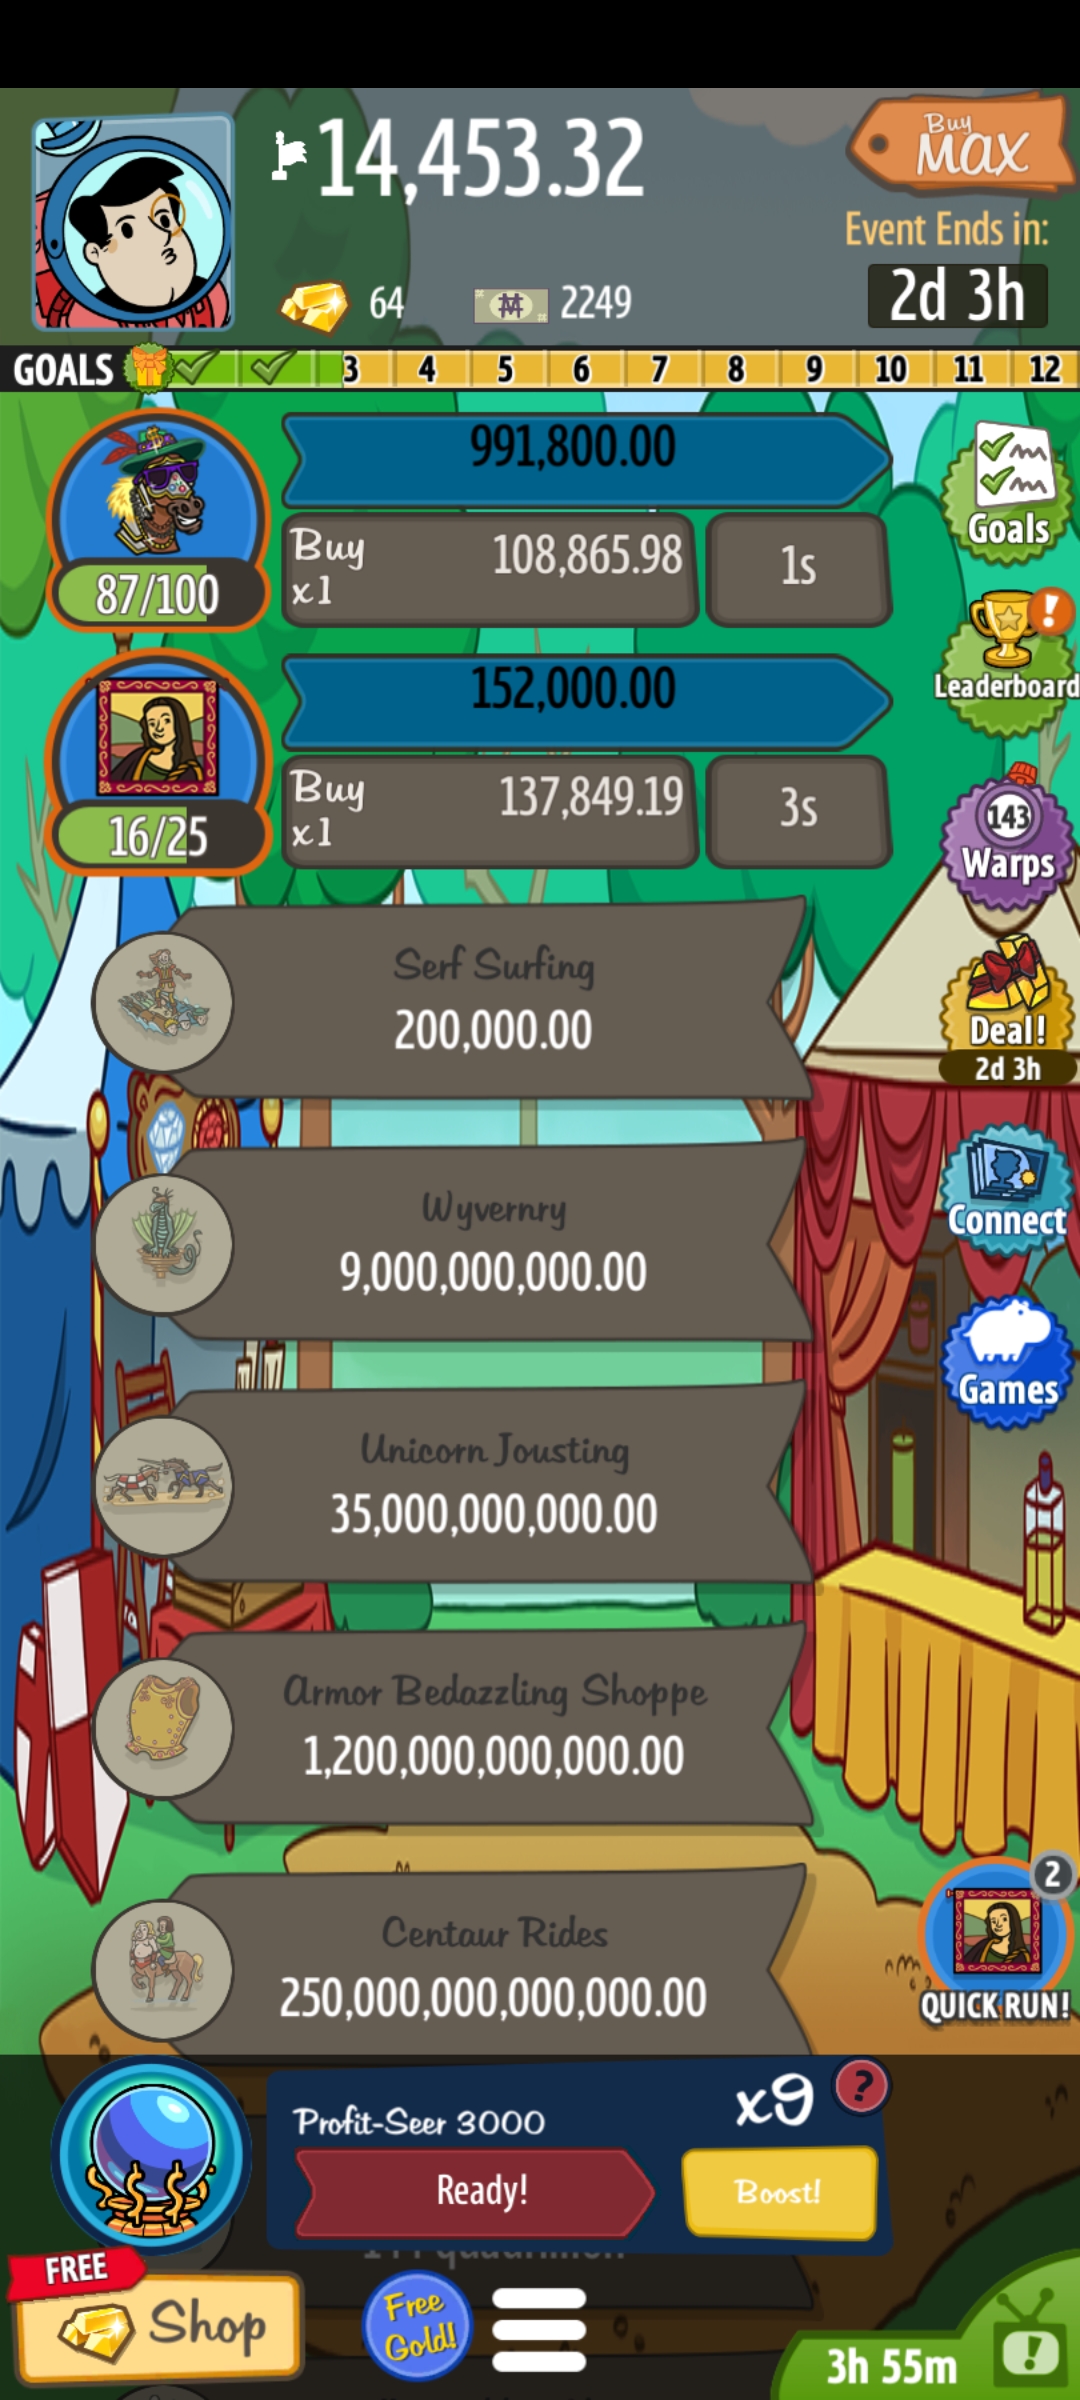 14,453.32
Buy
MAX
Event Ends in:
64
2249
2d 3h
GOALS 3 4 5 6 7 8 9 10 11 12
991,800.00
Buy
x1
108,865.98
1s
87/100
Goals
!
Leaderboard
152,000.00
Buy
x1
137,849.19
3s
16/25
143
Warps
Serf Surfing
200,000.00
Deal!
2d 3h
Wyvernry
9,000,000,000.00
Connect
Unicorn Jousting
35,000,000,000.00
Games
Armor Bedazzling Shoppe
1,200,000,000,000.00
Centaur Rides
250,000,000,000,000.00
2
QUICK RUN!
Profit-Seer 3000
x9
?
Ready!
Boost!
FREE
Shop
Free
Gold!
3h 55m
!